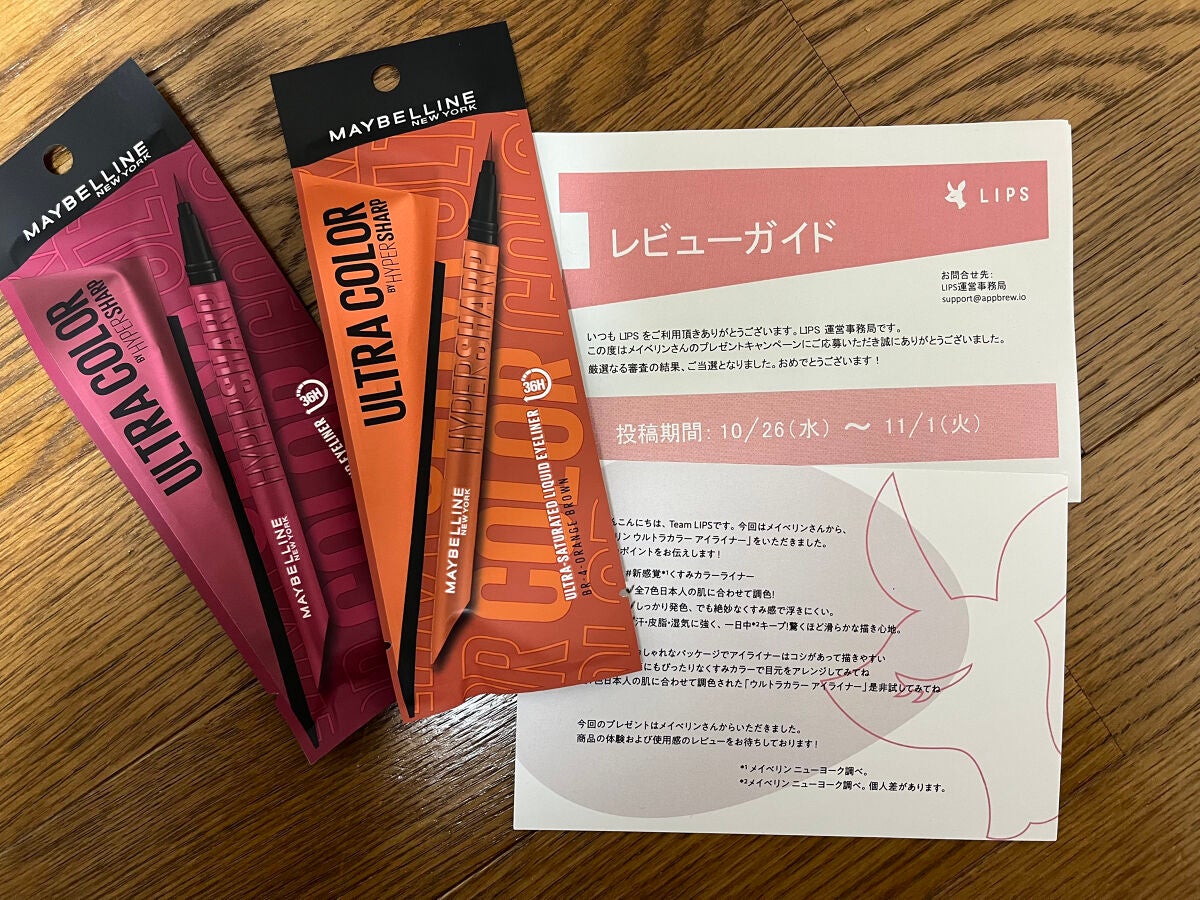 MAYBELLINE
NEW YORK
ULTRA COLOR
BY HYPERSHARP
HYPERSHARP
36H
EYELINER
MAYBELLINE
NEW YORK
MAYBELLINE
NEW YORK
ULTRA COLOR
BY HYPERSHARP
HYPERSHARP
COLOR
36H
ULTRA-SATURATED LIQUID EYELINER
BR-4-ORANGE BROWN
MAYBELLINE
NEW YORK
LIPS
レビューガイド
お問合せ先：
LIPS運営事務局
support@appbrew.io
いつも LIPS をご利用頂きありがとうございます。LIPS 運営事務局です。
この度はメイベリンさんのプレゼントキャンペーンにご応募いただき誠にありがとうございました。
厳選なる審査の結果、ご当選となりました。おめでとうございます！
投稿期間：10/26（水） ～ 11/1（火）
んこんにちは、Team LIPSです。今回はメイベリンさんから、
リン ウルトラカラー アイライナー」をいただきました。
ポイントをお伝えします！
#新感覚*1くすみカラーライナー
✓全7色日本人の肌に合わせて調色！
しっかり発色、でも絶妙なくすみ感で浮きにくい。
汗・皮脂・湿気に強く、一日中*2キープ！驚くほど滑らかな描き心地。
しゃれなパッケージでアイライナーはコシがあって描きやすい
にもぴったりなくすみカラーで目元をアレンジしてみてね
色日本人の肌に合わせて調色された「ウルトラカラー アイライナー」是非試してみてね
今回のプレゼントはメイベリンさんからいただきました。
商品の体験および使用感のレビューをお待ちしております！
*1 メイベリン ニューヨーク調べ。
*2メイベリン ニューヨーク調べ。個人差があります。